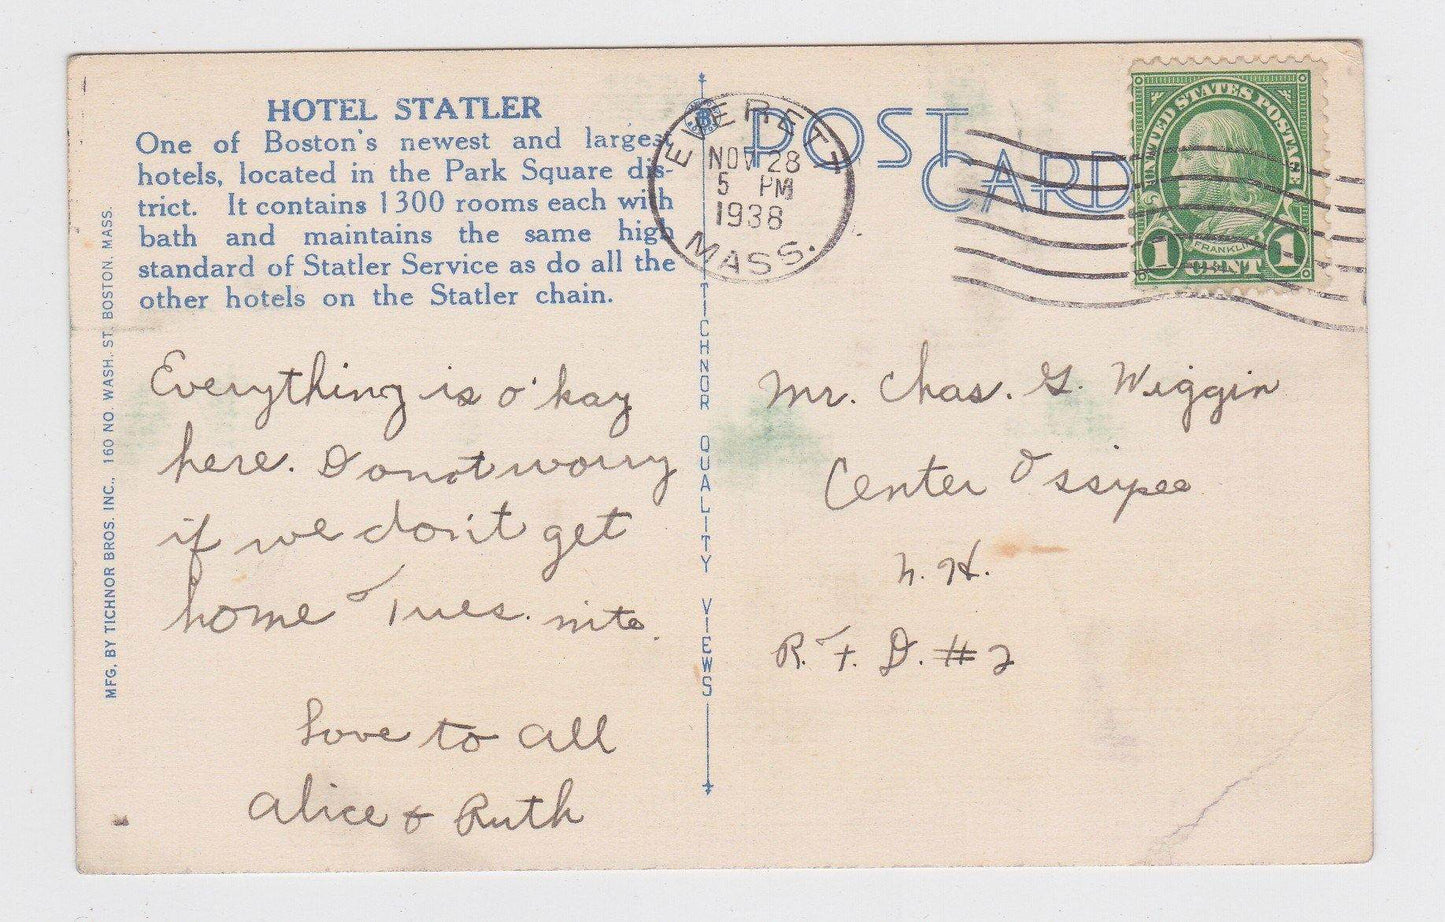 HOTEL STATLER
One of Boston's newest and largest
hotels, located in the Park Square dis-
trict. It contains 1300 rooms each with
bath and maintains the same high
standard of Statler Service as do all the
other hotels on the Statler chain.
MFG. BY TICHNOR BROS. INC., 160 NO. WASH. ST. BOSTON. MASS.
Everything is o'kay
here. Do not worry
if we don't get
home Tues. nite.
Love to all
Alice & Ruth
TICHNOR QUALITY VIEWS
POST
CARD
EVERETT
NOV 28
5 PM
1938
MASS.
UNITED STATES POSTAGE
FRANKLIN
1 CENT 1
Mr. Chas. G. Wiggin
Center Ossipee
N. H.
R. F. D. #2